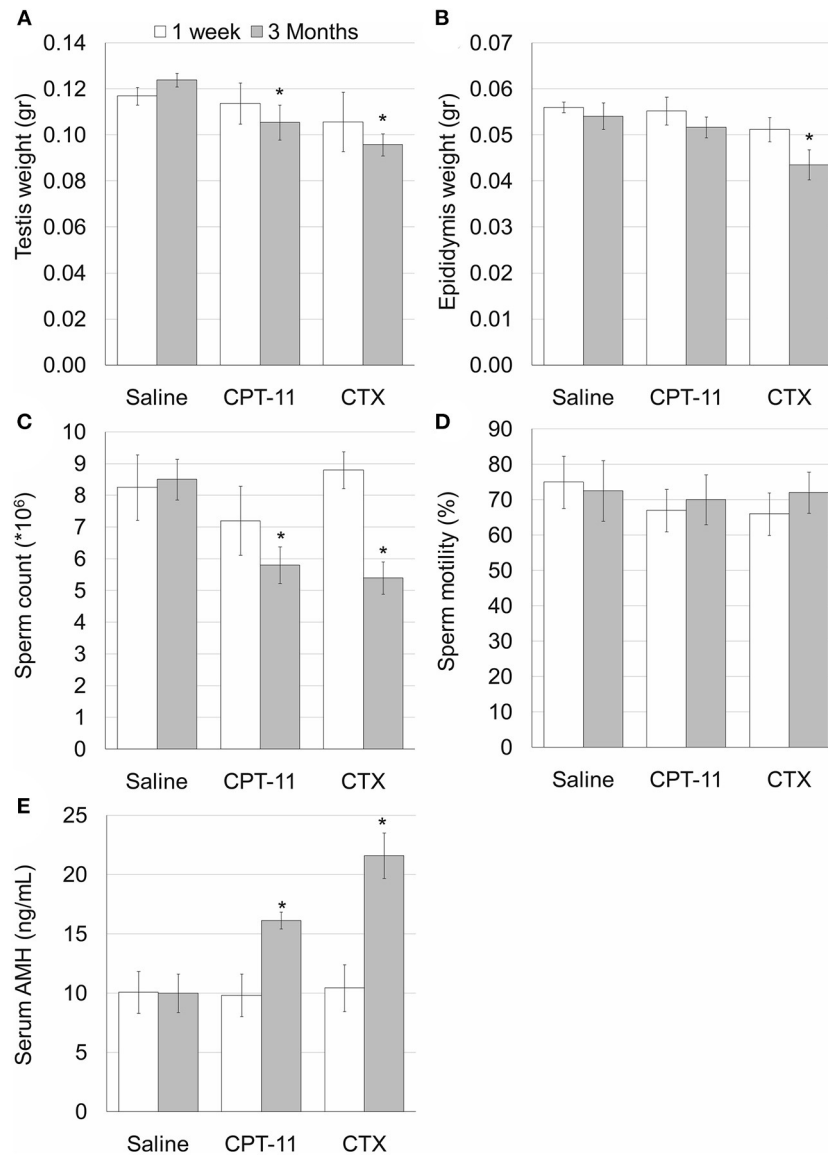 A
1 week 3 Months
Testis weight (gr)
0.14
0.12
0.10
0.08
0.06
0.04
0.02
0.00
* *
Saline CPT-11 CTX
B
Epididymis weight (gr)
0.07
0.06
0.05
0.04
0.03
0.02
0.01
0.00
*
Saline CPT-11 CTX
C
Sperm count (*10⁶)
10
9
8
7
6
5
4
3
2
1
0
* *
Saline CPT-11 CTX
D
Sperm motility (%)
90
80
70
60
50
40
30
20
10
0
Saline CPT-11 CTX
E
Serum AMH (ng/mL)
25
20
15
10
5
0
* *
Saline CPT-11 CTX